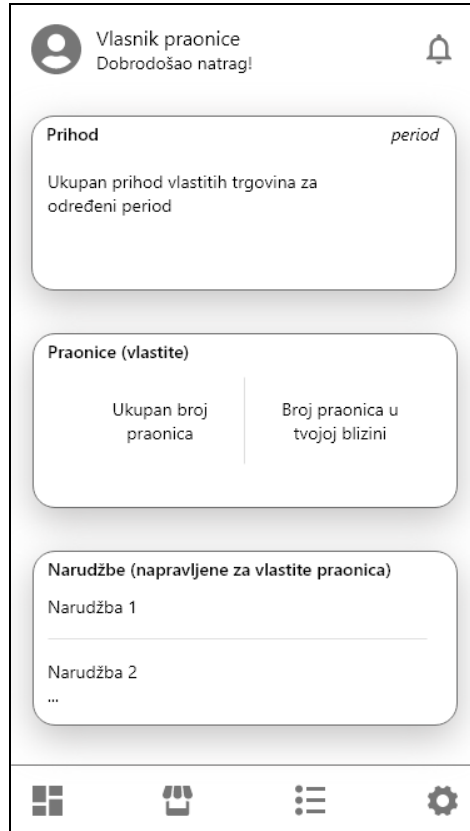 Vlasnik praonice
Dobrodošao natrag!
Prihod
period
Ukupan prihod vlastitih trgovina za
određeni period
Praonice (vlastite)
Ukupan broj
praonica
Broj praonica u
tvojoj blizini
Narudžbe (napravljene za vlastite praonica)
Narudžba 1
Narudžba 2
...